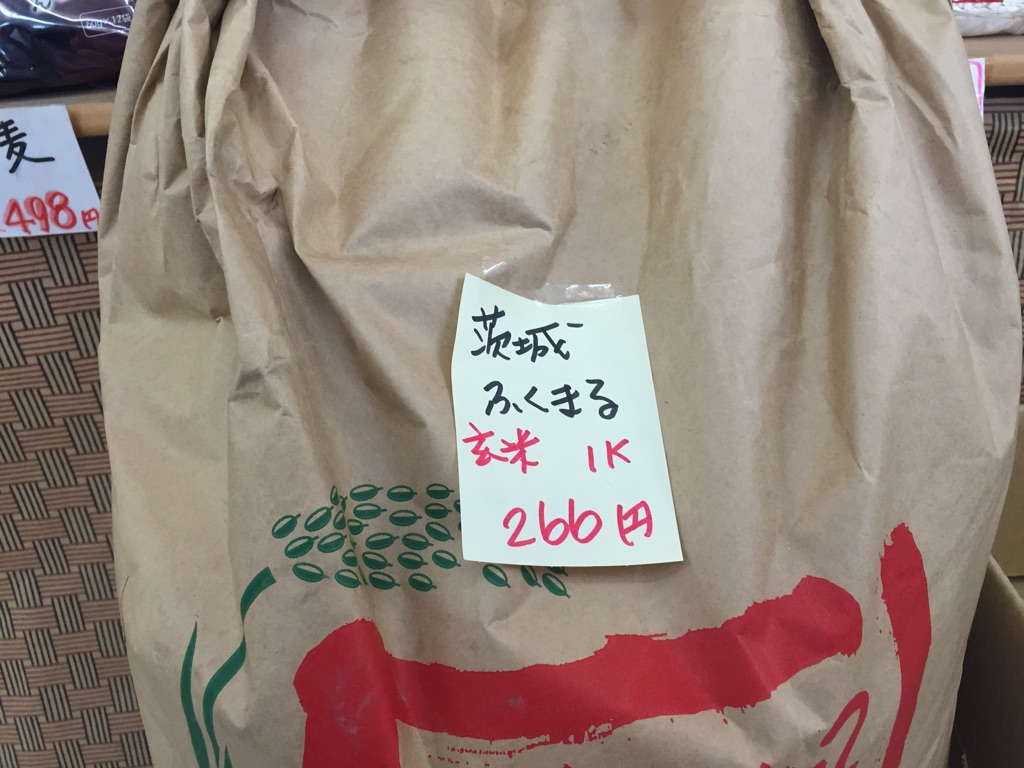 麦
498円
茨城
ふくまる
玄米 1K
266円